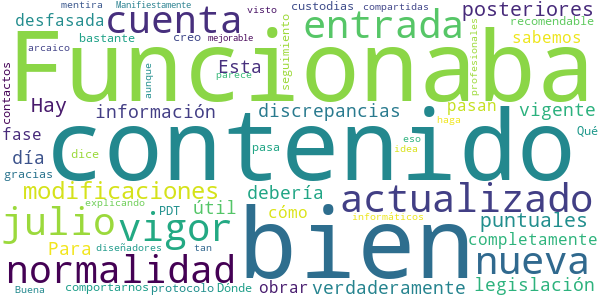 mentira Manifiestamente visto custodias compartidas posteriores
desfasada cuenta entrada recomendable
bastante creo mejorable sabemos
arcaico Funcionaba
contactos aunque Esta parece seguimiento profesionales
Hay información discrepancias pasan vigente
haga
fase contenido Qué
día dice pasa eso
gracias idea
modificaciones debería actualizado
explicando útil cómo
julio PDT vigor bien informáticos puntuales
Para diseñadores tan nueva completamente
normalidad
Buena comportarnos protocolo Dónde obrar verdaderamente legislación